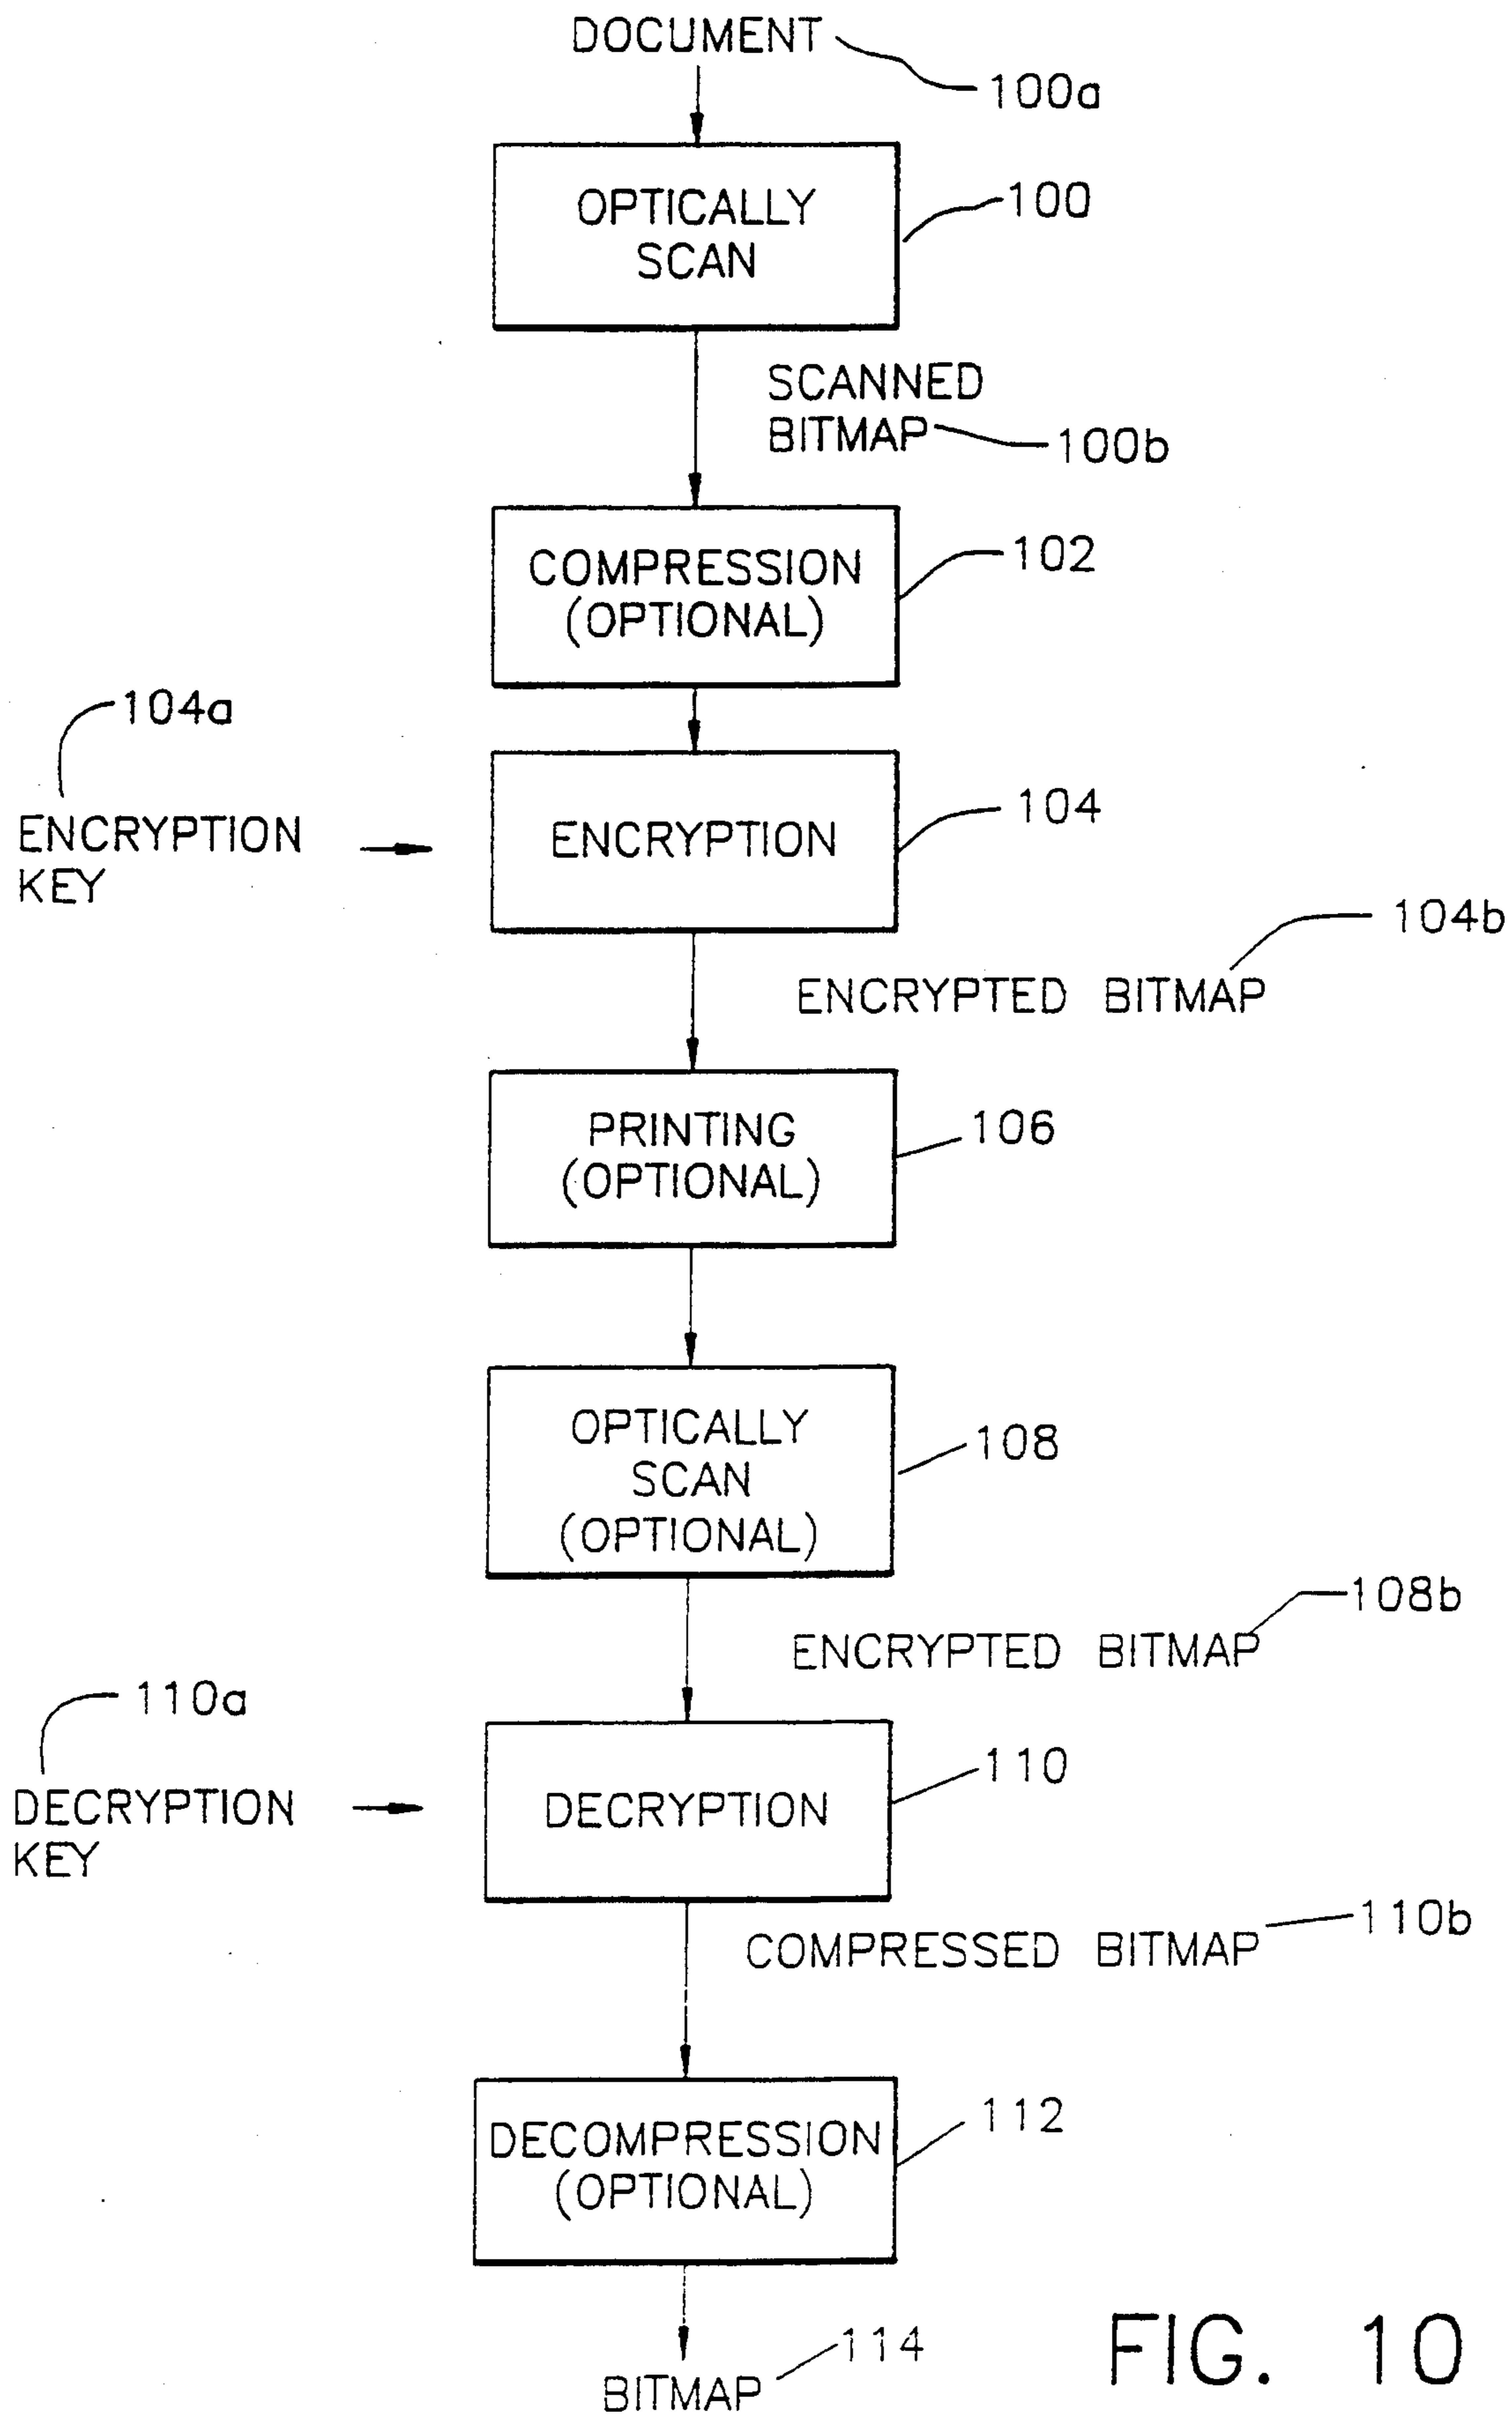 DOCUMENT
100a
OPTICALLY
SCAN
100
SCANNED
BITMAP
100b
COMPRESSION
(OPTIONAL)
102
104a
ENCRYPTION
KEY
ENCRYPTION
104
104b
ENCRYPTED BITMAP
PRINTING
(OPTIONAL)
106
OPTICALLY
SCAN
(OPTIONAL)
108
108b
ENCRYPTED BITMAP
110a
DECRYPTION
KEY
DECRYPTION
110
110b
COMPRESSED BITMAP
DECOMPRESSION
(OPTIONAL)
112
114
BITMAP
FIG. 10